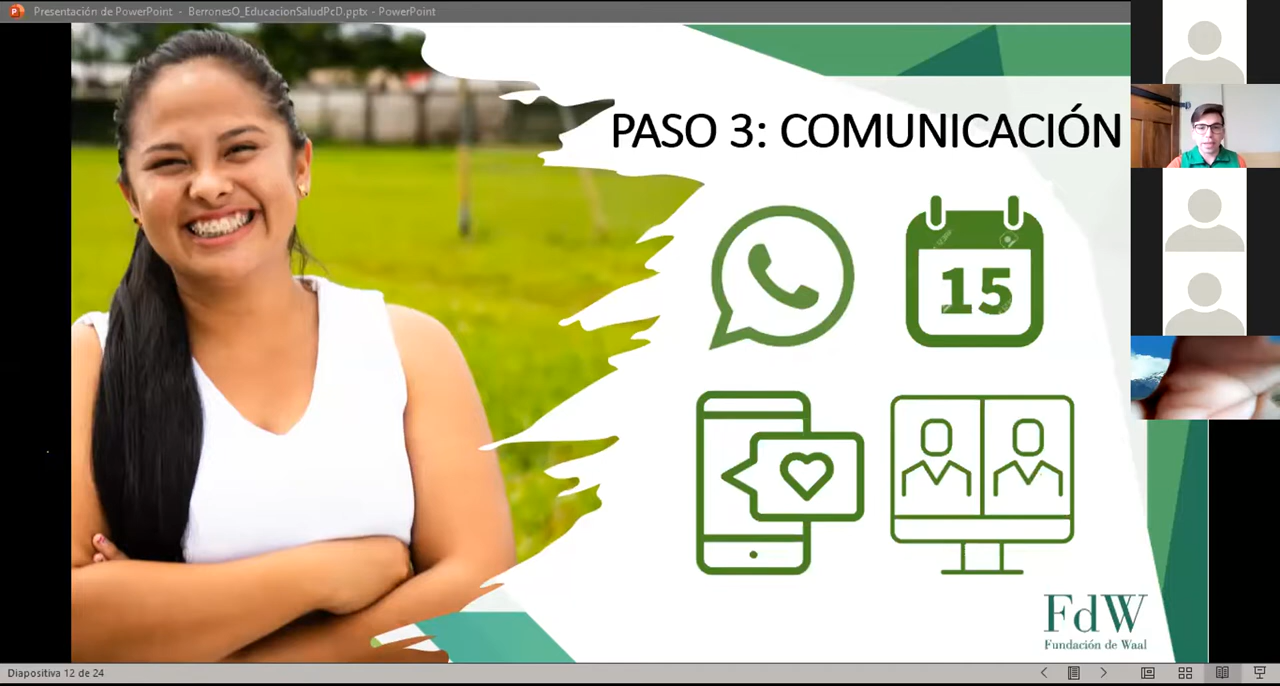 Presentación de PowerPoint - BerronesO_EducacionSaludPcD.pptx - PowerPoint
PASO 3: COMUNICACIÓN
15
FdW
Fundación de Waal
Diapositiva 12 de 24